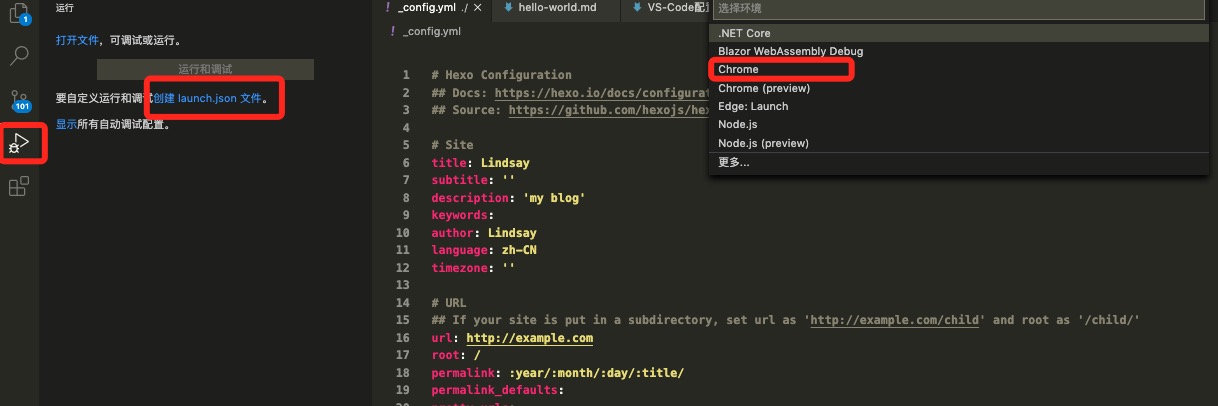 运行
1
打开文件，可调试或运行。
运行和调试
要自定义运行和调试创建 launch.json 文件。
101
显示所有自动调试配置。
! _config.yml ./ ×
hello-world.md
VS-Code配
! _config.yml
1 # Hexo Configuration
2 ## Docs: https://hexo.io/docs/configurat
3 ## Source: https://github.com/hexojs/hex
4
5 # Site
6 title: Lindsay
7 subtitle: ''
8 description: 'my blog'
9 keywords:
10 author: Lindsay
11 language: zh-CN
12 timezone: ''
13
14 # URL
15 ## If your site is put in a subdirectory, set url as 'http://example.com/child' and root as '/child/'
16 url: http://example.com
17 root: /
18 permalink: :year/:month/:day/:title/
19 permalink_defaults:
选择环境
.NET Core
Blazor WebAssembly Debug
Chrome
Chrome (preview)
Edge: Launch
Node.js
Node.js (preview)
更多...